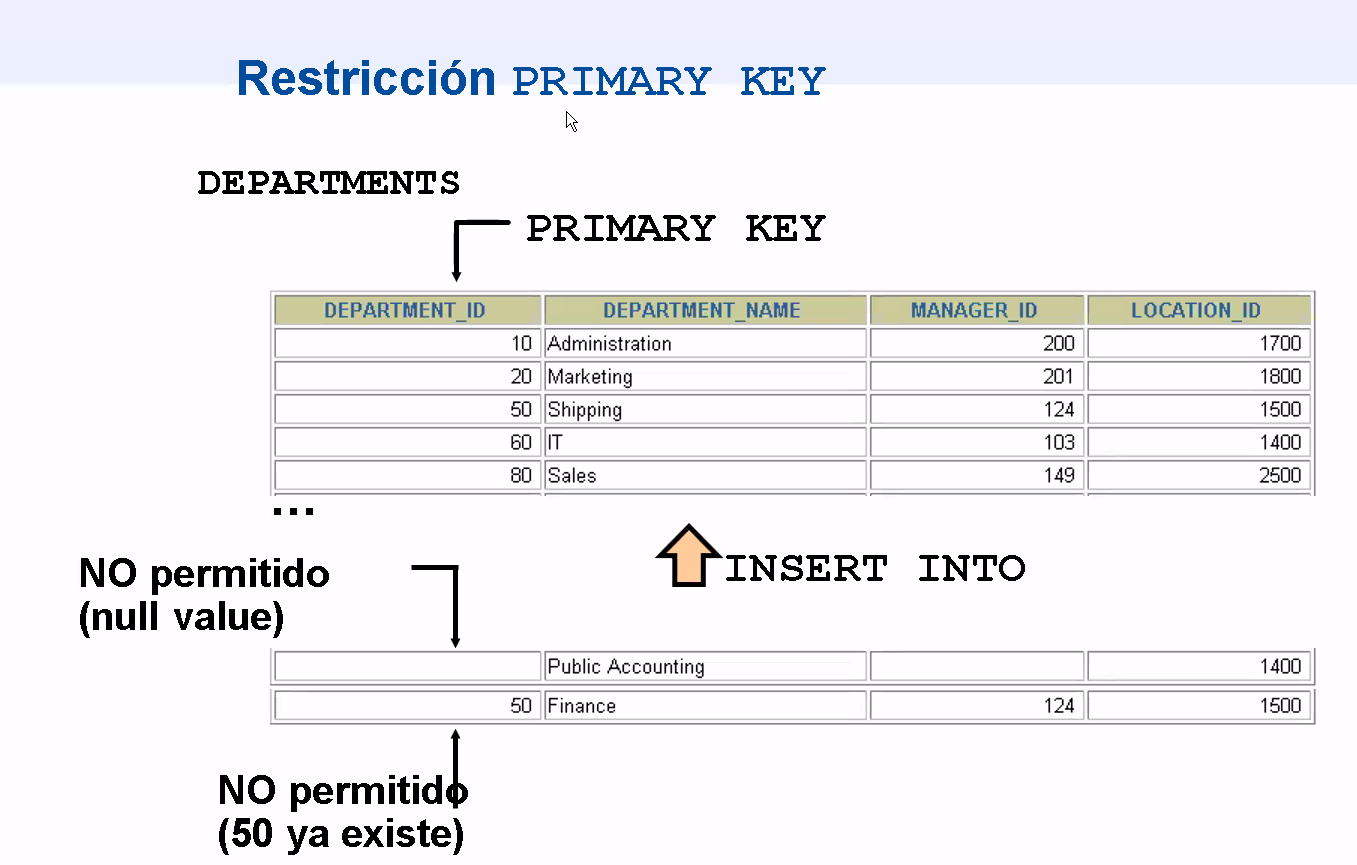 Restricción PRIMARY KEY
DEPARTMENTS
PRIMARY KEY
DEPARTMENT_ID DEPARTMENT_NAME MANAGER_ID LOCATION_ID
10 Administration 200 1700
20 Marketing 201 1800
50 Shipping 124 1500
60 IT 103 1400
80 Sales 149 2500
...
INSERT INTO
NO permitido
(null value)
Public Accounting 1400
50 Finance 124 1500
NO permitido
(50 ya existe)